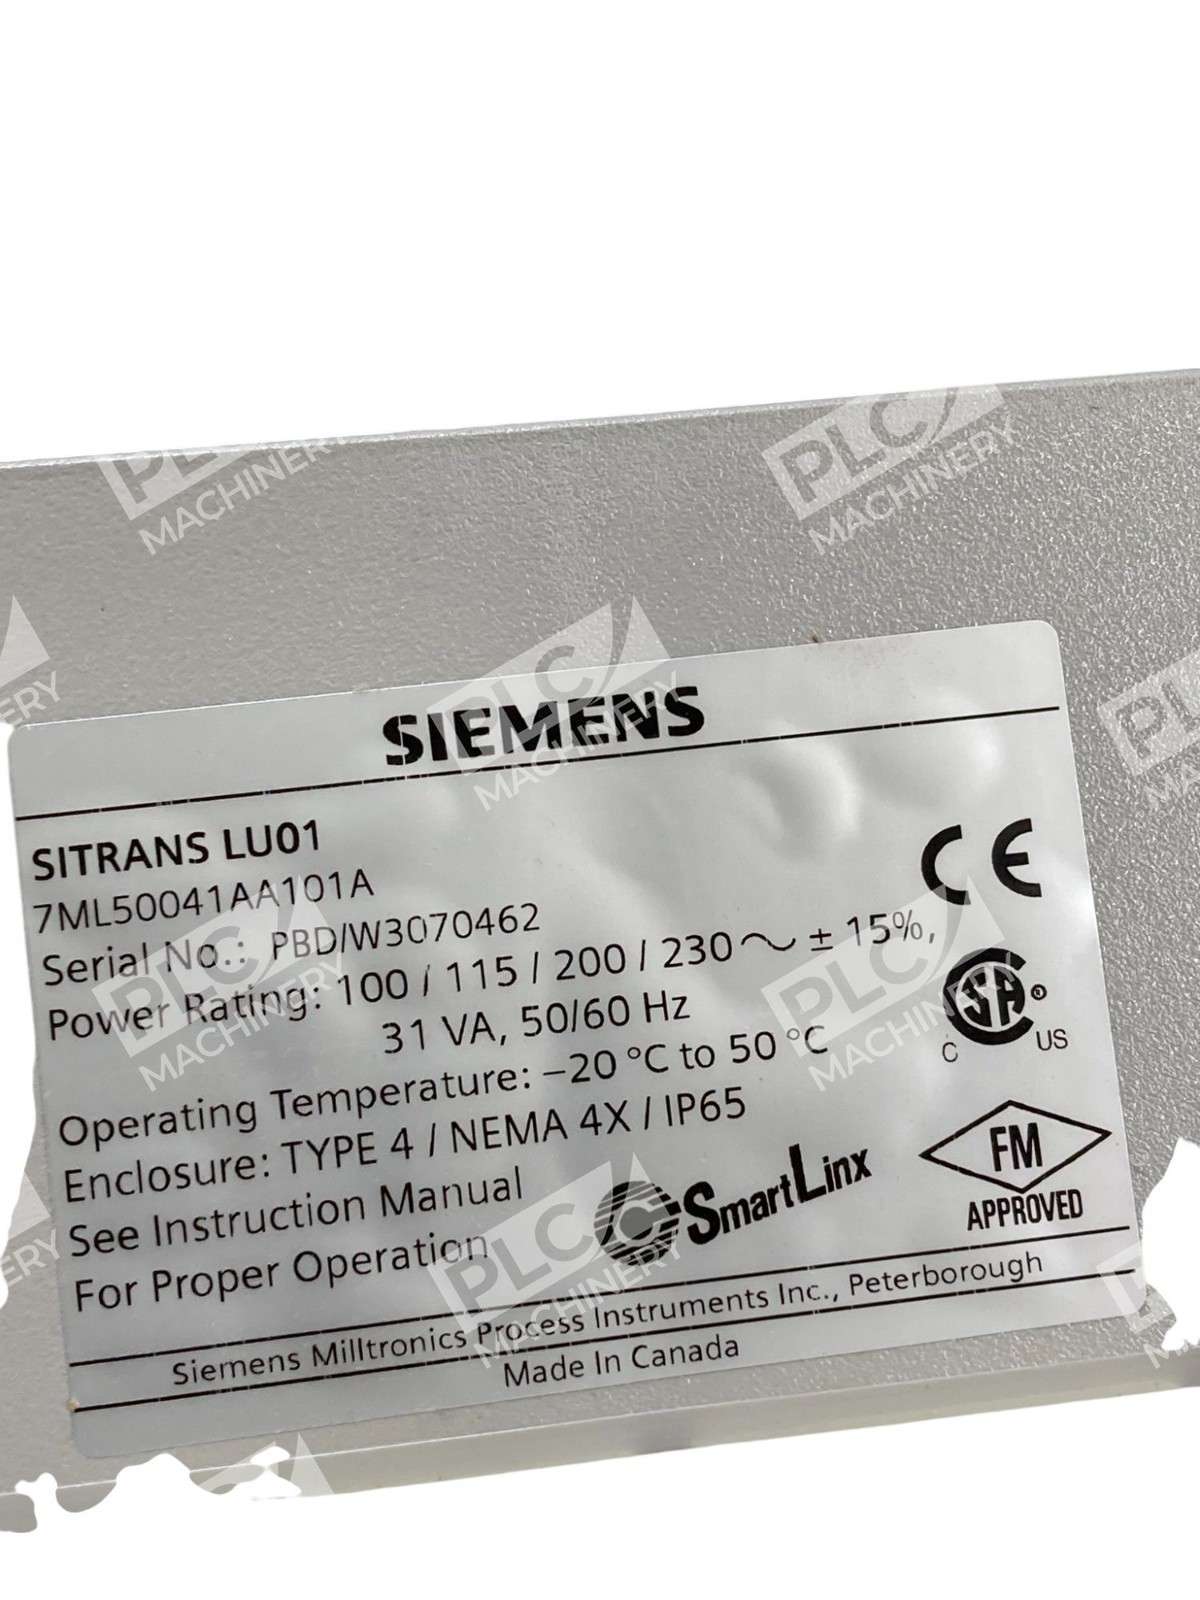 SIEMENS
SITRANS LU01
7ML50041AA101A
Serial No.: PBD/W3070462
Power Rating: 100 / 115 / 200 / 230 ~ ± 15%,
31 VA, 50/60 Hz
Operating Temperature: –20 °C to 50 °C
Enclosure: TYPE 4 / NEMA 4X / IP65
See Instruction Manual
For Proper Operation
SmartLinx
CE
CSA®
C US
FM
APPROVED
Siemens Milltronics Process Instruments Inc., Peterborough
Made In Canada
PLC
MACHINERY